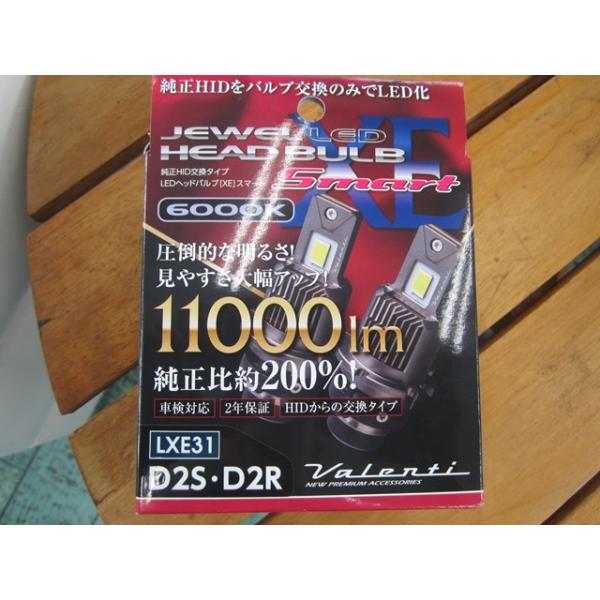 純正HIDをバルブ交換のみでLED化
JEWEL LED
HEAD BULB
XE
Smart
純正HID交換タイプ
LEDヘッドバルブ[XE]スマート
6000K
圧倒的な明るさ!
見やすさ大幅アップ!
11000lm
純正比約200%!
車検対応 2年保証 HIDからの交換タイプ
LXE31
D2S・D2R
Valenti
NEW PREMIUM ACCESSORIES